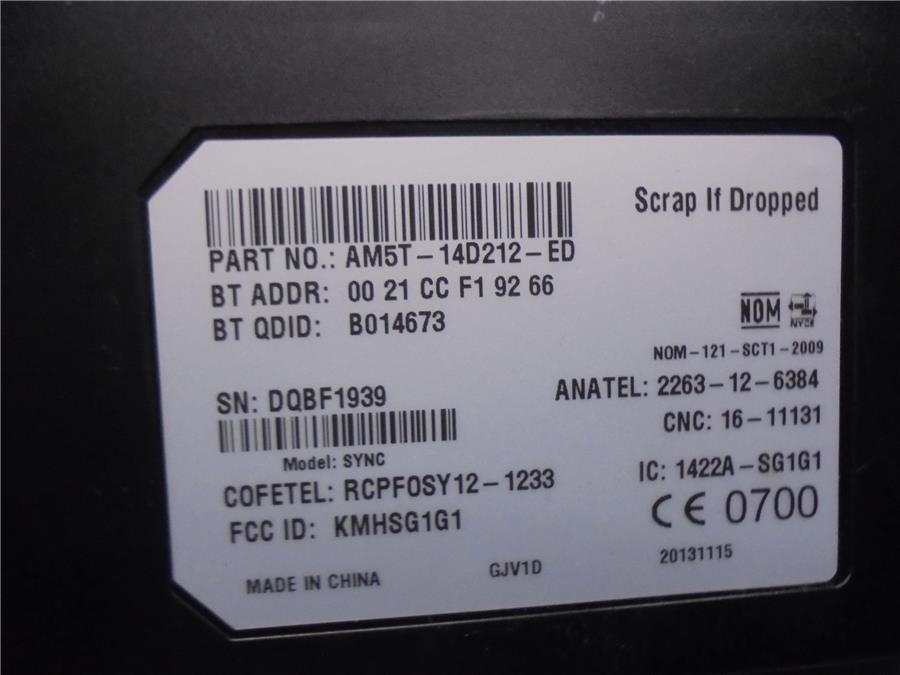 Scrap If Dropped
PART NO.: AM5T-14D212-ED
BT ADDR: 00 21 CC F1 92 66
BT QDID: B014673
NOM NYCE
NOM-121-SCT1-2009
SN: DQBF1939
ANATEL: 2263-12-6384
CNC: 16-11131
Model: SYNC
IC: 1422A-SG1G1
COFETEL: RCPFOSY12-1233
CE 0700
FCC ID: KMHSG1G1
20131115
GJV1D
MADE IN CHINA